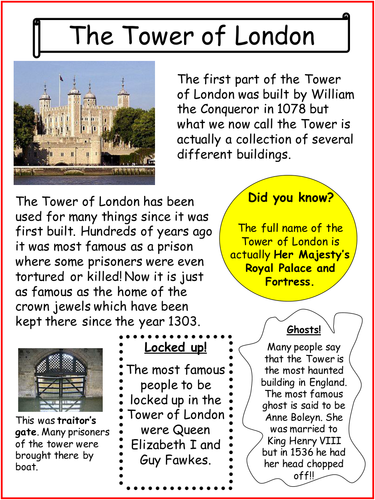 The Tower of London
The first part of the Tower
of London was built by William
the Conqueror in 1078 but
what we now call the Tower is
actually a collection of several
different buildings.
The Tower of London has been
used for many things since it was
first built. Hundreds of years ago
it was most famous as a prison
where some prisoners were even
tortured or killed! Now it is just
as famous as the home of the
crown jewels which have been
kept there since the year 1303.
Did you know?
The full name of the
Tower of London is
actually Her Majesty's
Royal Palace and
Fortress.
This was traitor's
gate. Many prisoners
of the tower were
brought there by
boat.
Locked up!
The most famous
people to be
locked up in the
Tower of London
were Queen
Elizabeth I and
Guy Fawkes.
Ghosts!
Many people say
that the Tower is
the most haunted
building in England.
The most famous
ghost is said to be
Anne Boleyn. She
was married to
King Henry VIII
but in 1536 he had
her head chopped
off!!